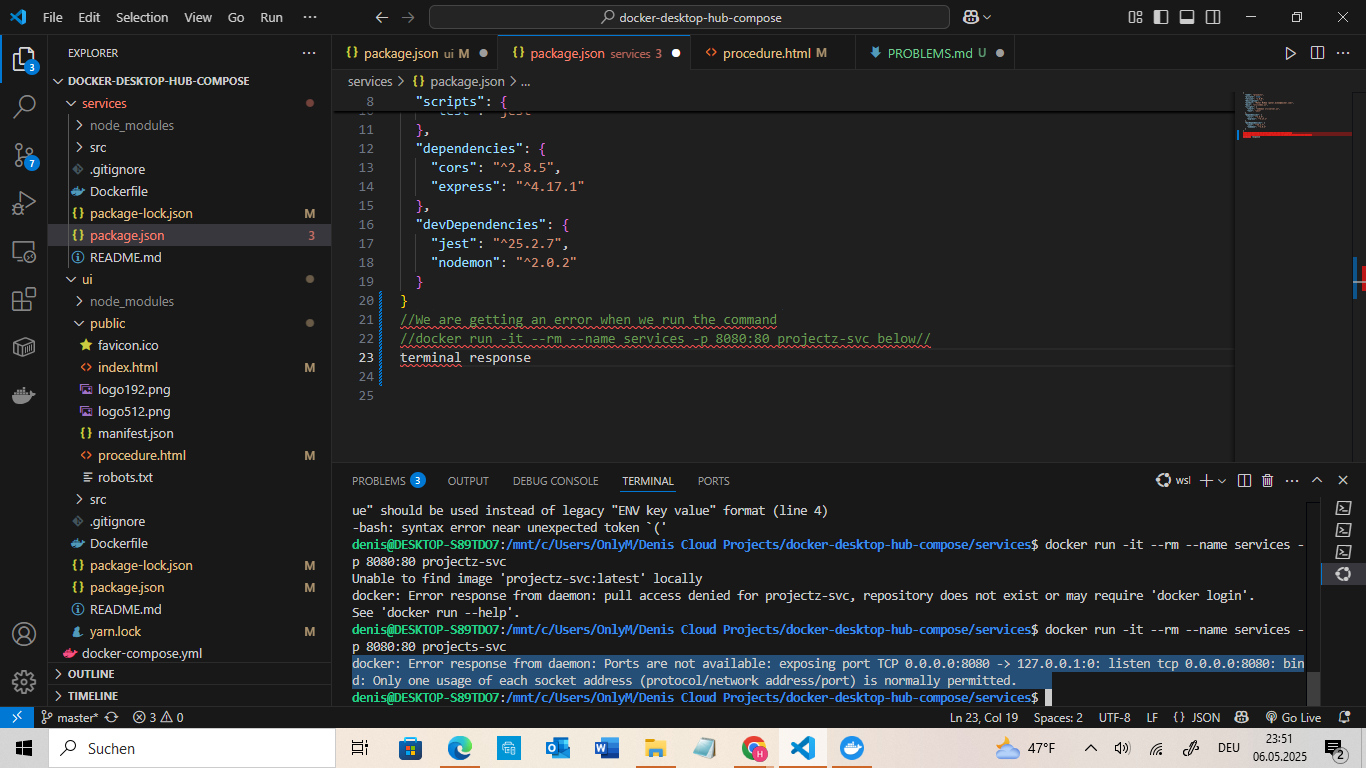 File Edit Selection View Go Run ··· docker-desktop-hub-compose
EXPLORER ···
3
7
DOCKER-DESKTOP-HUB-COMPOSE
services
node_modules
src
.gitignore
Dockerfile
package-lock.json M
package.json 3
README.md
ui
node_modules
public
favicon.ico
index.html M
logo192.png
logo512.png
manifest.json
procedure.html M
robots.txt
src
.gitignore
Dockerfile
package-lock.json M
package.json M
README.md
yarn.lock M
docker-compose.yml
OUTLINE
TIMELINE
package.json ui M package.json services 3 procedure.html M PROBLEMS.md U
services > {} package.json > ...
8 "scripts": {
10 "test": "jest"
11 },
12 "dependencies": {
13 "cors": "^2.8.5",
14 "express": "^4.17.1"
15 },
16 "devDependencies": {
17 "jest": "^25.2.7",
18 "nodemon": "^2.0.2"
19 }
20 }
21 //We are getting an error when we run the command
22 //docker run -it --rm --name services -p 8080:80 projectz-svc below//
23 terminal response
24
25
PROBLEMS 3 OUTPUT DEBUG CONSOLE TERMINAL PORTS wsl
ue" should be used instead of legacy "ENV key value" format (line 4)
-bash: syntax error near unexpected token `('
denis@DESKTOP-S89TDO7:/mnt/c/Users/OnlyM/Denis Cloud Projects/docker-desktop-hub-compose/services$ docker run -it --rm --name services -
p 8080:80 projectz-svc
Unable to find image 'projectz-svc:latest' locally
docker: Error response from daemon: pull access denied for projectz-svc, repository does not exist or may require 'docker login'.
See 'docker run --help'.
denis@DESKTOP-S89TDO7:/mnt/c/Users/OnlyM/Denis Cloud Projects/docker-desktop-hub-compose/services$ docker run -it --rm --name services -
p 8080:80 projects-svc
docker: Error response from daemon: Ports are not available: exposing port TCP 0.0.0.0:8080 -> 127.0.0.1:0: listen tcp 0.0.0.0:8080: bin
d: Only one usage of each socket address (protocol/network address/port) is normally permitted.
denis@DESKTOP-S89TDO7:/mnt/c/Users/OnlyM/Denis Cloud Projects/docker-desktop-hub-compose/services$
master* 3 0 Ln 23, Col 19 Spaces: 2 UTF-8 LF {} JSON Go Live
Suchen 47°F DEU 23:51
06.05.2025 2